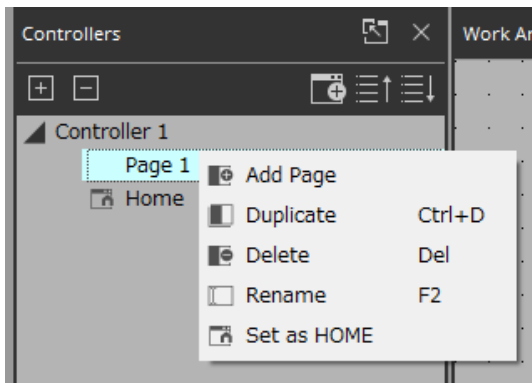 Controllers
Work Ar
Controller 1
Page 1
Home
Add Page
Duplicate Ctrl+D
Delete Del
Rename F2
Set as HOME